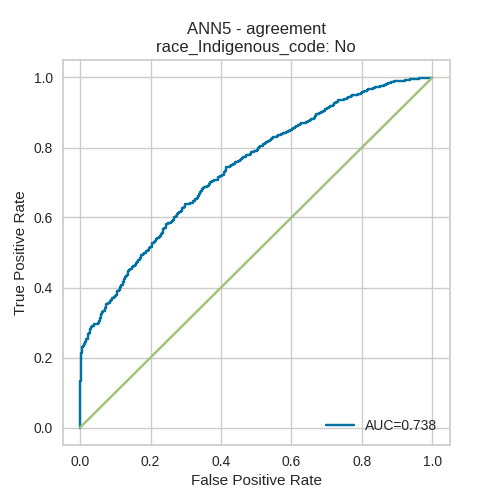 ANN5 - agreement
race_Indigenous_code: No
1.0
0.8
0.6
0.4
0.2
0.0
True Positive Rate
0.0 0.2 0.4 0.6 0.8 1.0
False Positive Rate
AUC=0.738